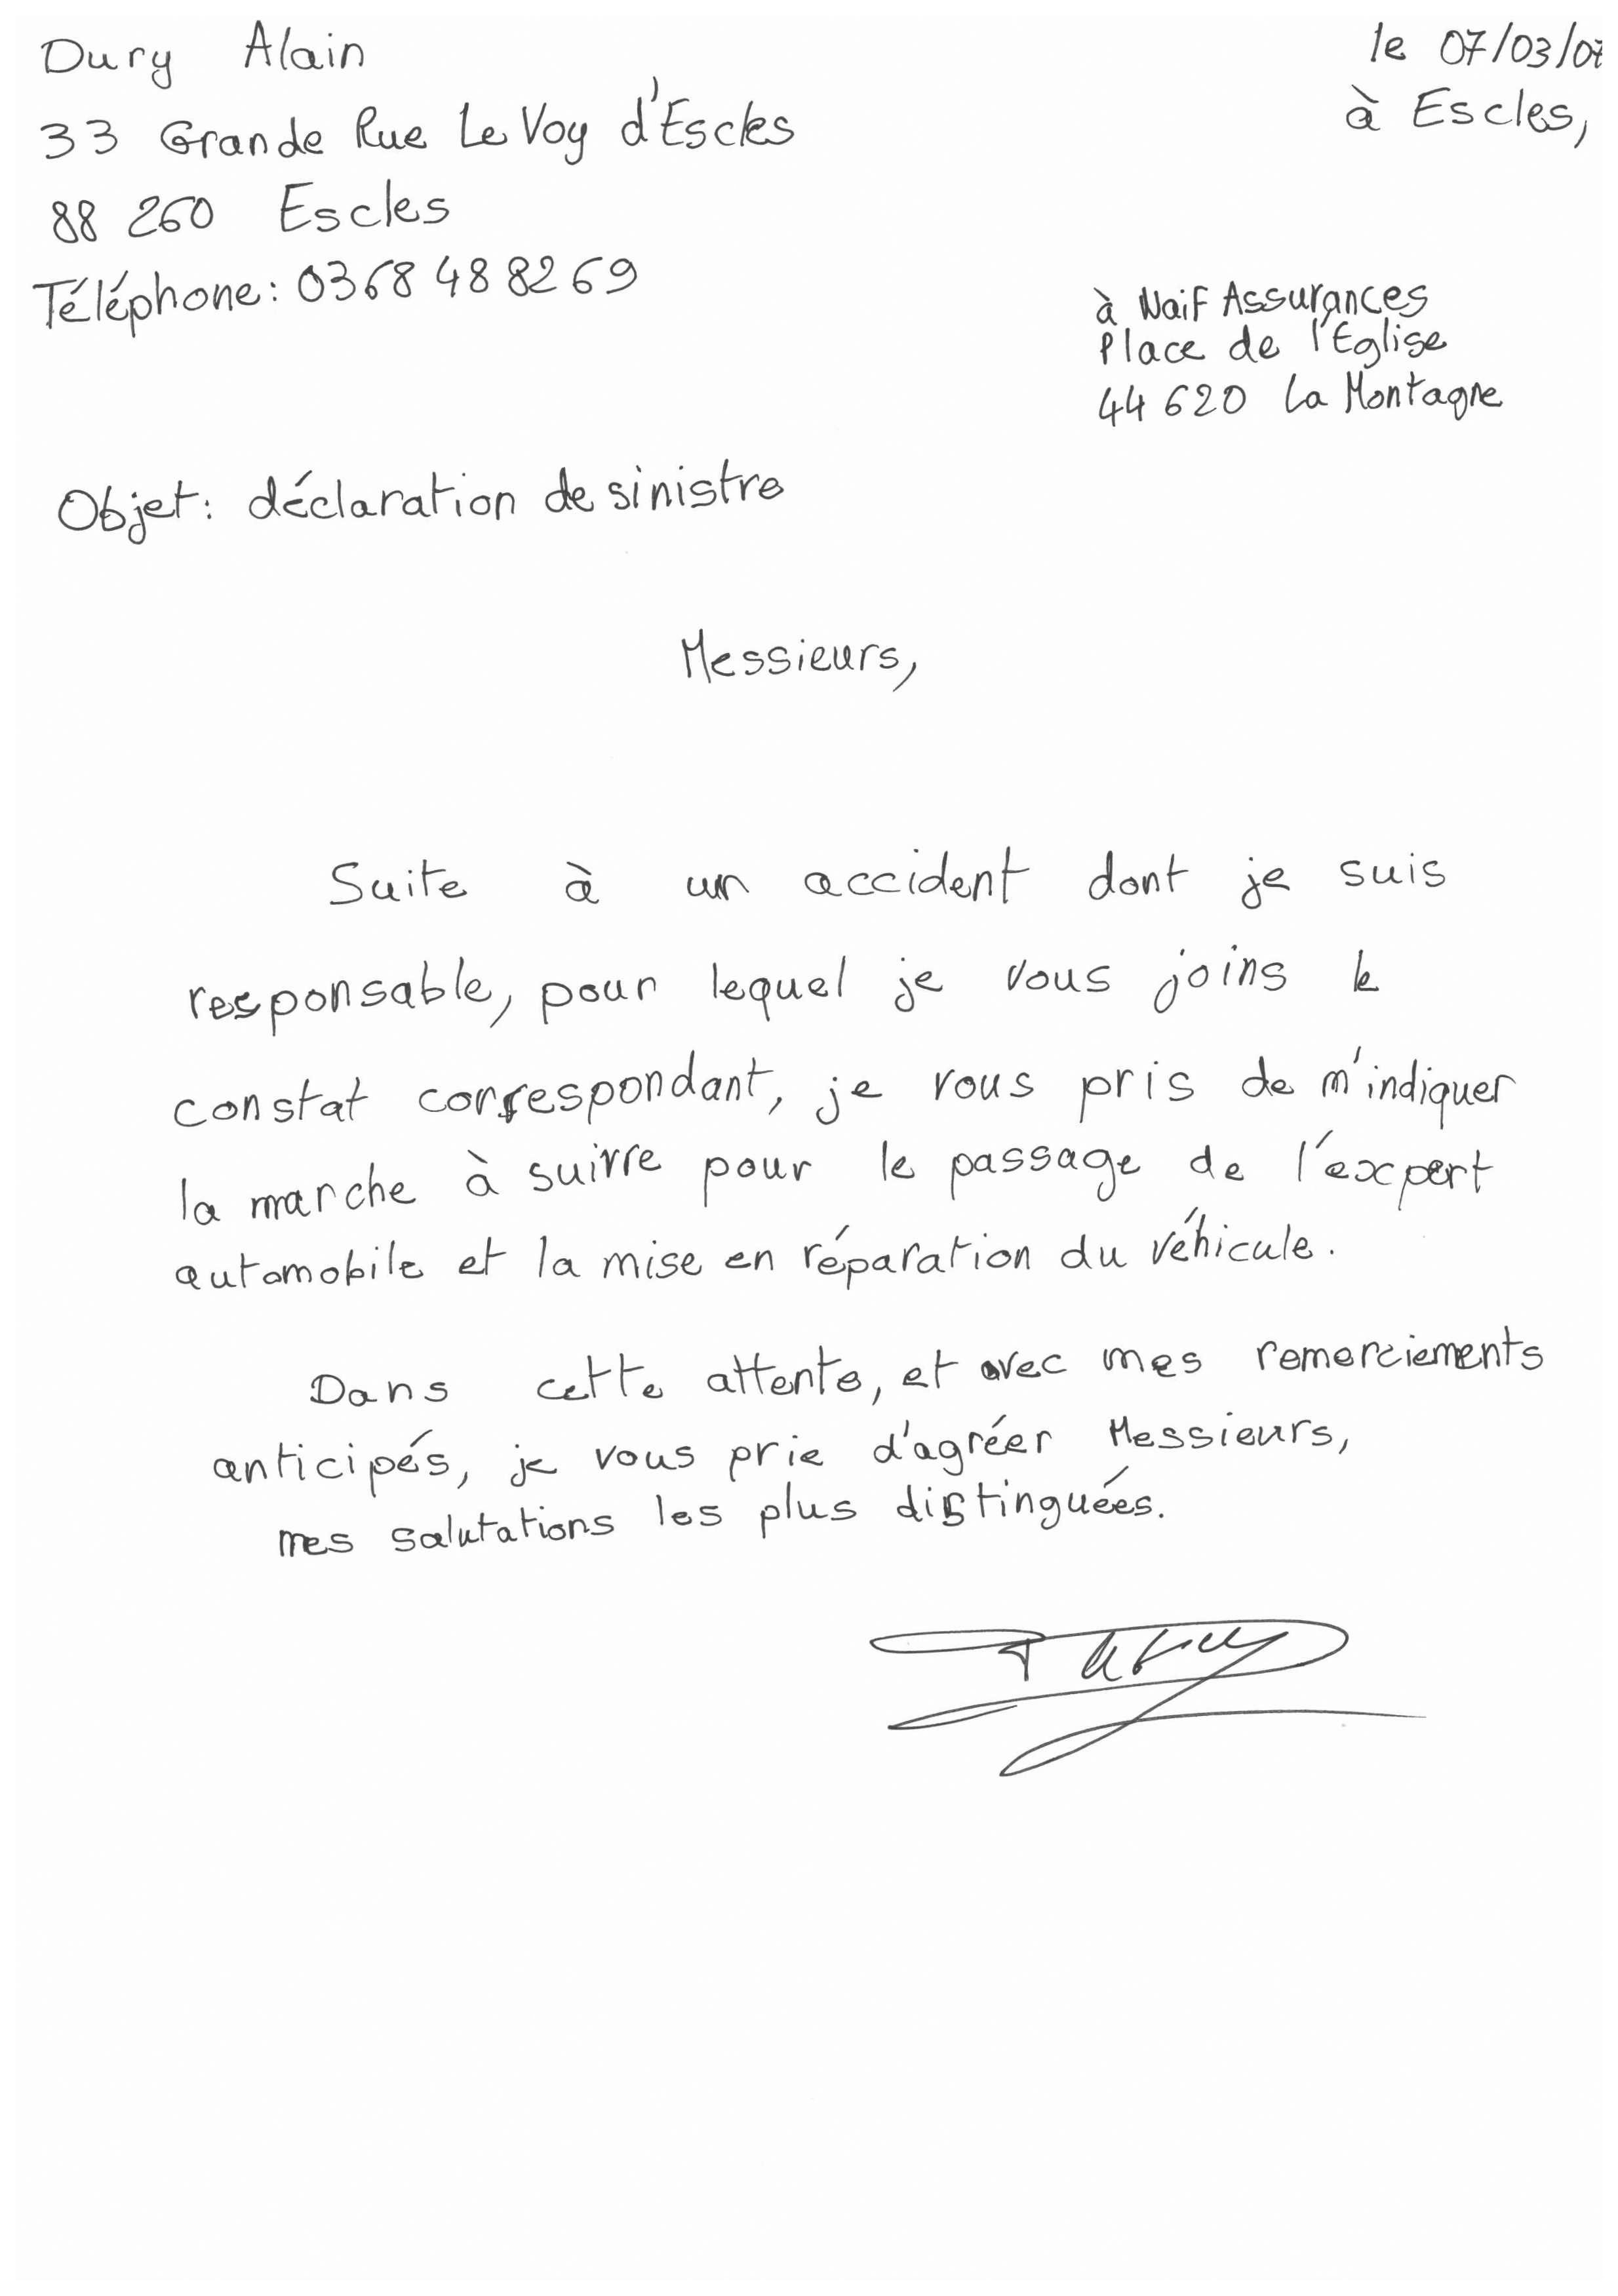 Dury Alain
le 07/03/07
33 Grande Rue Le Voy d'Escles
à Escles,
88 260 Escles
Téléphone: 0368 48 82 69
à Naif Assurances
Place de l'Eglise
44 620 La Montagne
Objet: déclaration de sinistre
Messieurs,
Suite à un accident dont je suis
responsable, pour lequel je vous joins le
constat correspondant, je vous pris de m'indiquer
la marche à suivre pour le passage de l'expert
automobile et la mise en réparation du véhicule.
Dans cette attente, et avec mes remerciements
anticipés, je vous prie d'agréer Messieurs,
mes salutations les plus distinguées.
Dury